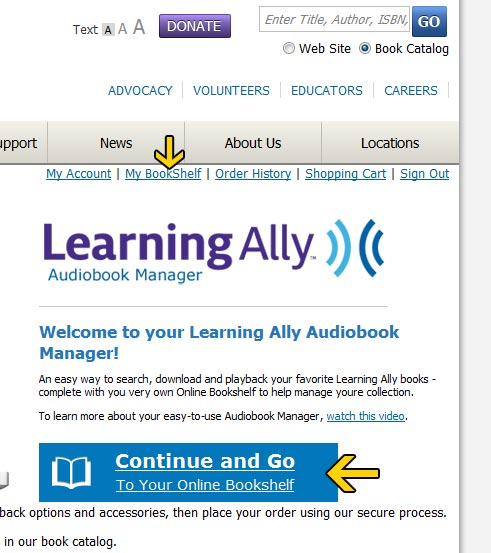 Text A A A DONATE
Enter Title, Author, ISBN, GO
Web Site Book Catalog
ADVOCACY | VOLUNTEERS | EDUCATORS | CAREERS
upport News About Us Locations
My Account | My BookShelf | Order History | Shopping Cart | Sign Out
Learning Ally™
Audiobook Manager
Welcome to your Learning Ally Audiobook
Manager!
An easy way to search, download and playback your favorite Learning Ally books -
complete with you very own Online Bookshelf to help manage youre collection.
To learn more about your easy-to-use Audiobook Manager, watch this video.
Continue and Go
To Your Online Bookshelf
back options and accessories, then place your order using our secure process.
in our book catalog.